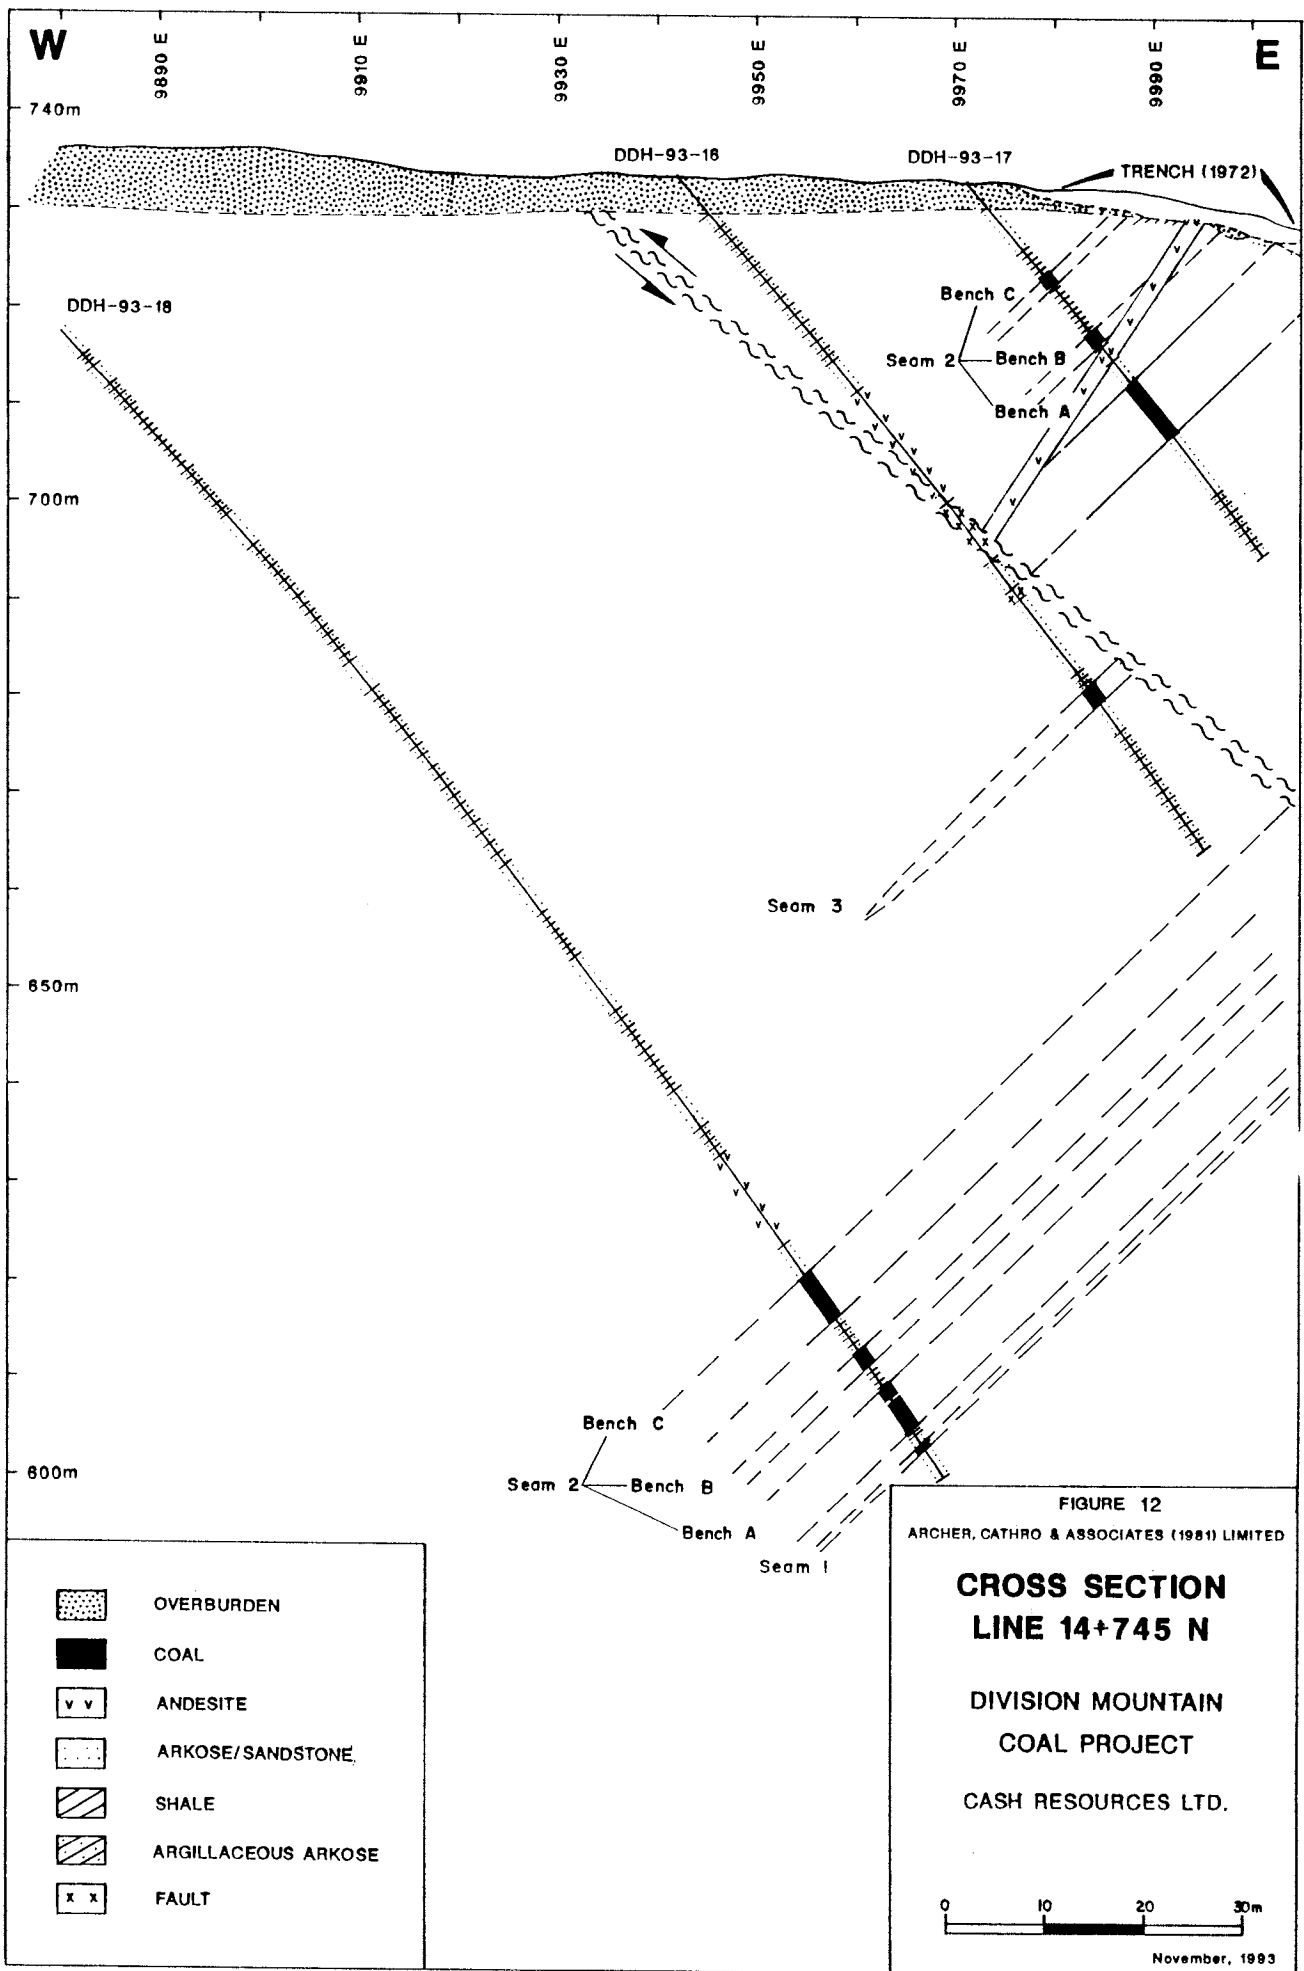 W
E
9890 E
9910 E
9930 E
9950 E
9970 E
9990 E
740m
DDH-93-16
DDH-93-17
TRENCH (1972)
DDH-93-18
Bench C
Seam 2
Bench B
Bench A
700m
Seam 3
650m
Bench C
Seam 2
Bench B
Bench A
Seam 1
600m
OVERBURDEN
COAL
v v
ANDESITE
ARKOSE/SANDSTONE
SHALE
ARGILLACEOUS ARKOSE
x x
FAULT
FIGURE 12
ARCHER, CATHRO & ASSOCIATES (1981) LIMITED
CROSS SECTION
LINE 14+745 N
DIVISION MOUNTAIN
COAL PROJECT
CASH RESOURCES LTD.
0 10 20 30m
November, 1993